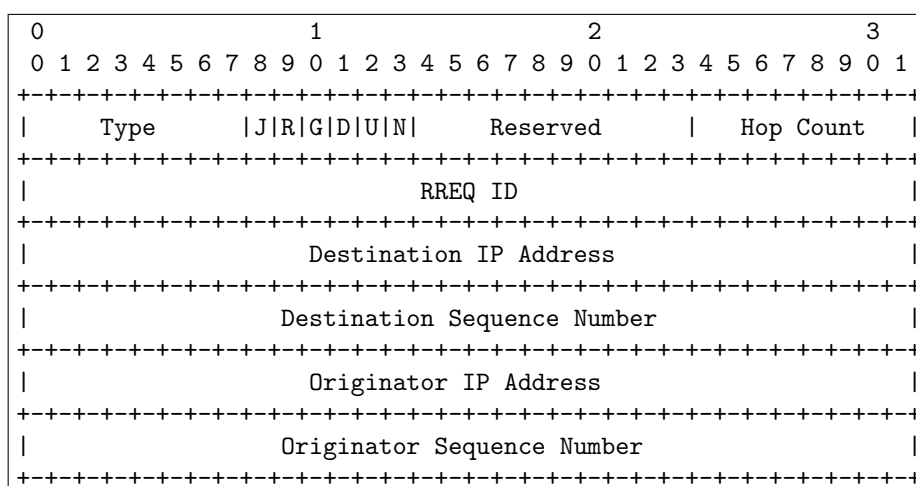 0                   1                   2                   3
0 1 2 3 4 5 6 7 8 9 0 1 2 3 4 5 6 7 8 9 0 1 2 3 4 5 6 7 8 9 0 1
+-+-+-+-+-+-+-+-+-+-+-+-+-+-+-+-+-+-+-+-+-+-+-+-+-+-+-+-+-+-+-+-+
|     Type      |J|R|G|D|U|N|     Reserved      |   Hop Count   |
+-+-+-+-+-+-+-+-+-+-+-+-+-+-+-+-+-+-+-+-+-+-+-+-+-+-+-+-+-+-+-+-+
|                            RREQ ID                            |
+-+-+-+-+-+-+-+-+-+-+-+-+-+-+-+-+-+-+-+-+-+-+-+-+-+-+-+-+-+-+-+-+
|                    Destination IP Address                     |
+-+-+-+-+-+-+-+-+-+-+-+-+-+-+-+-+-+-+-+-+-+-+-+-+-+-+-+-+-+-+-+-+
|                  Destination Sequence Number                  |
+-+-+-+-+-+-+-+-+-+-+-+-+-+-+-+-+-+-+-+-+-+-+-+-+-+-+-+-+-+-+-+-+
|                    Originator IP Address                      |
+-+-+-+-+-+-+-+-+-+-+-+-+-+-+-+-+-+-+-+-+-+-+-+-+-+-+-+-+-+-+-+-+
|                  Originator Sequence Number                   |
+-+-+-+-+-+-+-+-+-+-+-+-+-+-+-+-+-+-+-+-+-+-+-+-+-+-+-+-+-+-+-+-+